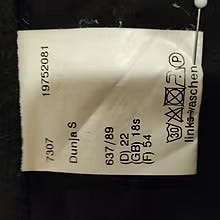 19752081
7307 Dunja S
637/89
(D) 22
(GB) 18s
(F) 54
P
links waschen